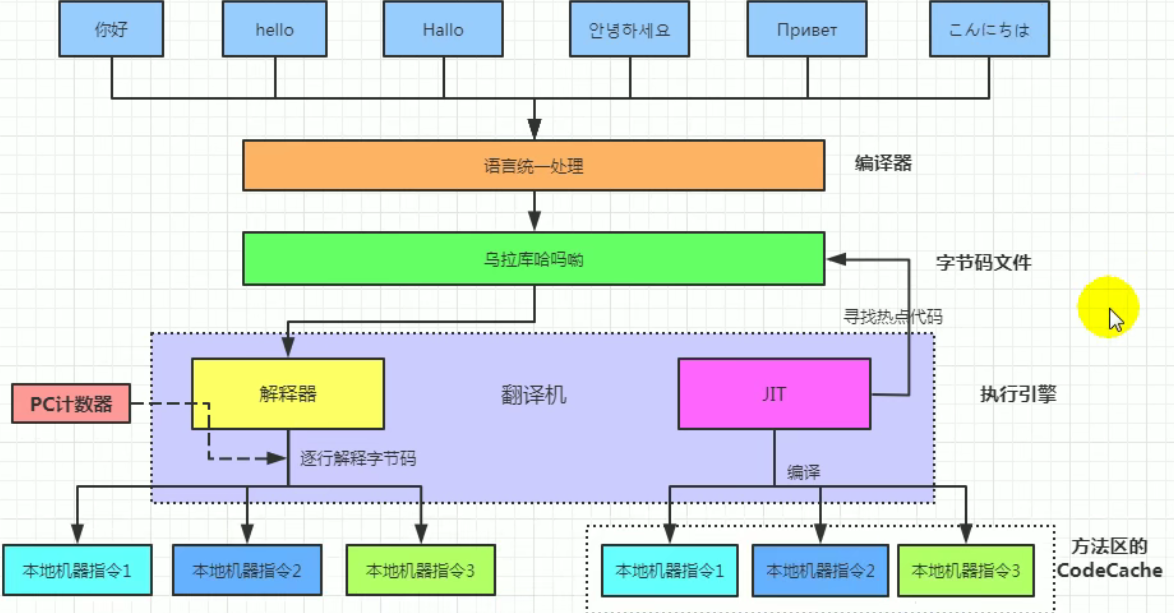 你好
hello
Hallo
안녕하세요
Привет
こんにちは
语言统一处理
编译器
乌拉库哈吗哟
字节码文件
寻找热点代码
解释器
翻译机
JIT
执行引擎
PC计数器
逐行解释字节码
编译
本地机器指令1
本地机器指令2
本地机器指令3
本地机器指令1
本地机器指令2
本地机器指令3
方法区的
CodeCache